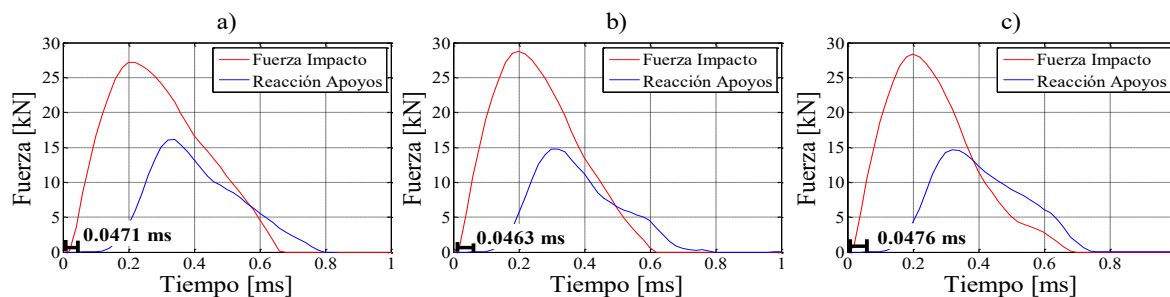 a)
30
25
20
15
10
5
0
Fuerza [kN]
Fuerza Impacto
Reacción Apoyos
0.0471 ms
0 0.2 0.4 0.6 0.8 1
Tiempo [ms]
b)
30
25
20
15
10
5
0
Fuerza [kN]
Fuerza Impacto
Reacción Apoyos
0.0463 ms
0 0.2 0.4 0.6 0.8 1
Tiempo [ms]
c)
30
25
20
15
10
5
0
Fuerza [kN]
Fuerza Impacto
Reacción Apoyos
0.0476 ms
0 0.2 0.4 0.6 0.8
Tiempo [ms]